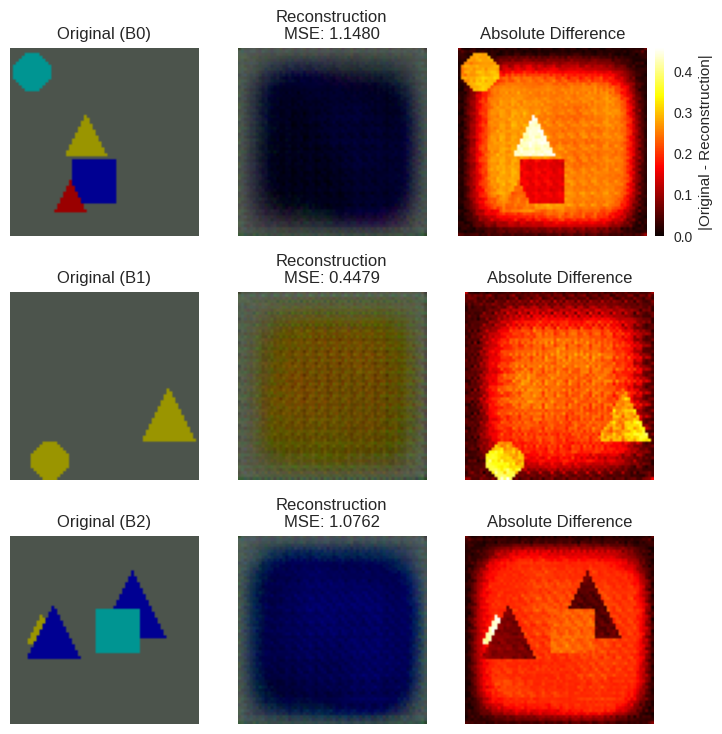 Original (B0)
Reconstruction
MSE: 1.1480
Absolute Difference
0.4
0.3
0.2
0.1
0.0
|Original - Reconstruction|
Original (B1)
Reconstruction
MSE: 0.4479
Absolute Difference
Original (B2)
Reconstruction
MSE: 1.0762
Absolute Difference